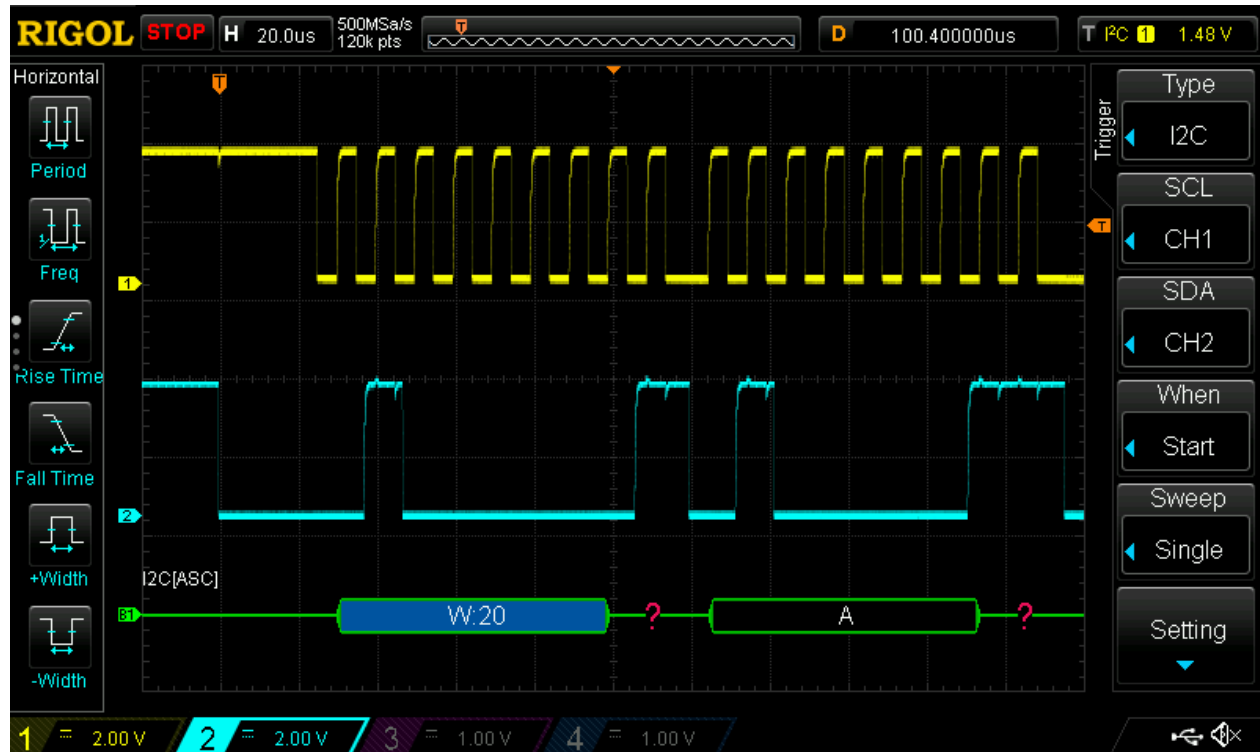 RIGOL STOP H 20.0us 500MSa/s 120k pts T D 100.400000us T I²C 1 1.48 V
Horizontal
Period
Freq
Rise Time
Fall Time
+Width
-Width
T
T
1
2
I2C[ASC]
B1 W:20 ? A ?
Trigger
Type
I2C
SCL
CH1
SDA
CH2
When
Start
Sweep
Single
Setting
1 = 2.00 V 2 = 2.00 V 3 = 1.00 V 4 = 1.00 V